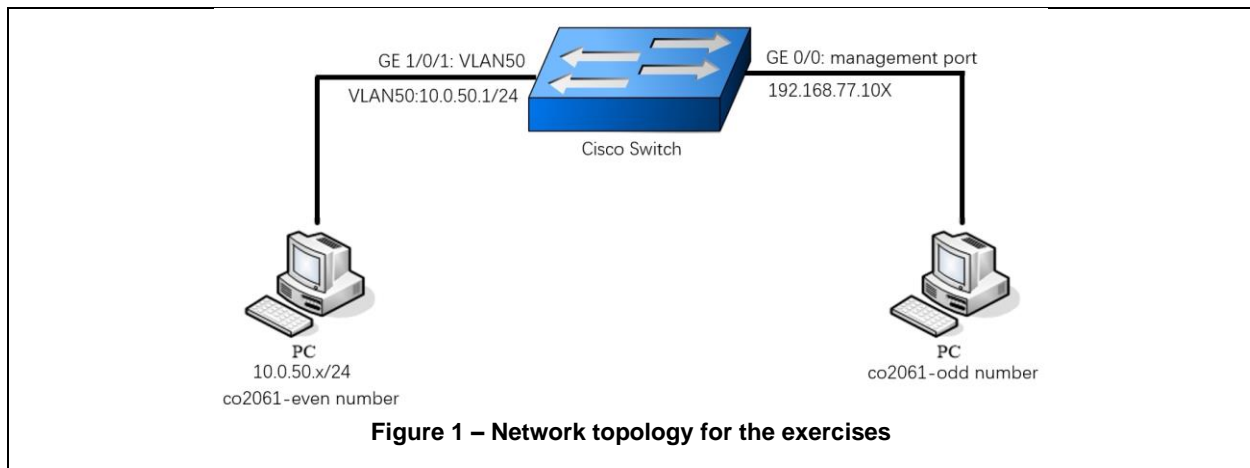 GE 1/0/1: VLAN50
VLAN50:10.0.50.1/24
GE 0/0: management port
192.168.77.10X
Cisco Switch
PC
10.0.50.x/24
co2061-even number
PC
co2061-odd number
Figure 1 – Network topology for the exercises